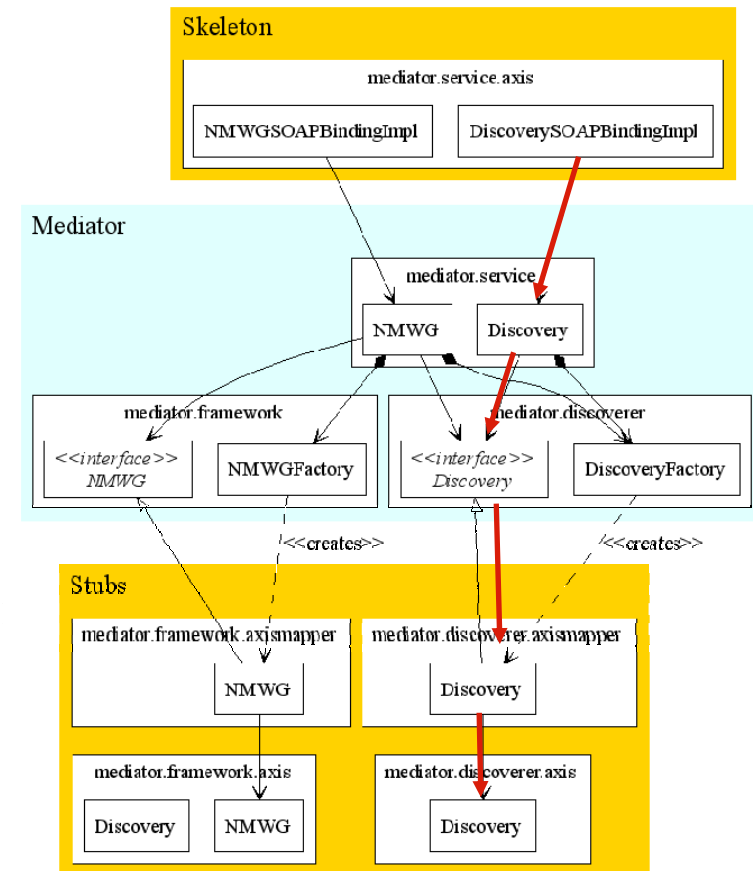 Skeleton
mediator.service.axis
NMWGSOAPBindingImpl
DiscoverySOAPBindingImpl
Mediator
mediator.service
NMWG
Discovery
mediator.framework
mediator.discoverer
<<interface>>
NMWG
NMWGFactory
<<interface>>
Discovery
DiscoveryFactory
<<creates>>
<<creates>>
Stubs
mediator.framework.axismapper
mediator.discoverer.axismapper
NMWG
Discovery
mediator.framework.axis
mediator.discoverer.axis
Discovery
NMWG
Discovery